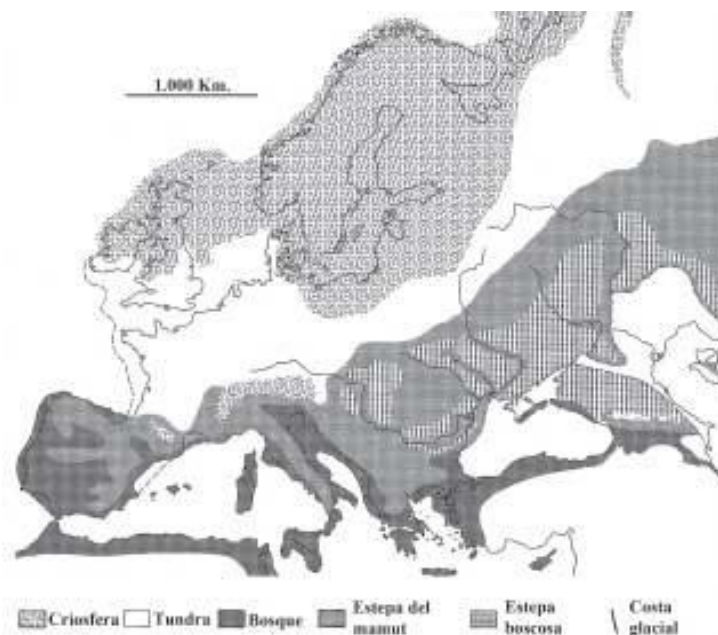 1.000 Km.
Criosfera Tundra Bosque Estepa del mamut Estepa boscosa Costa glacial